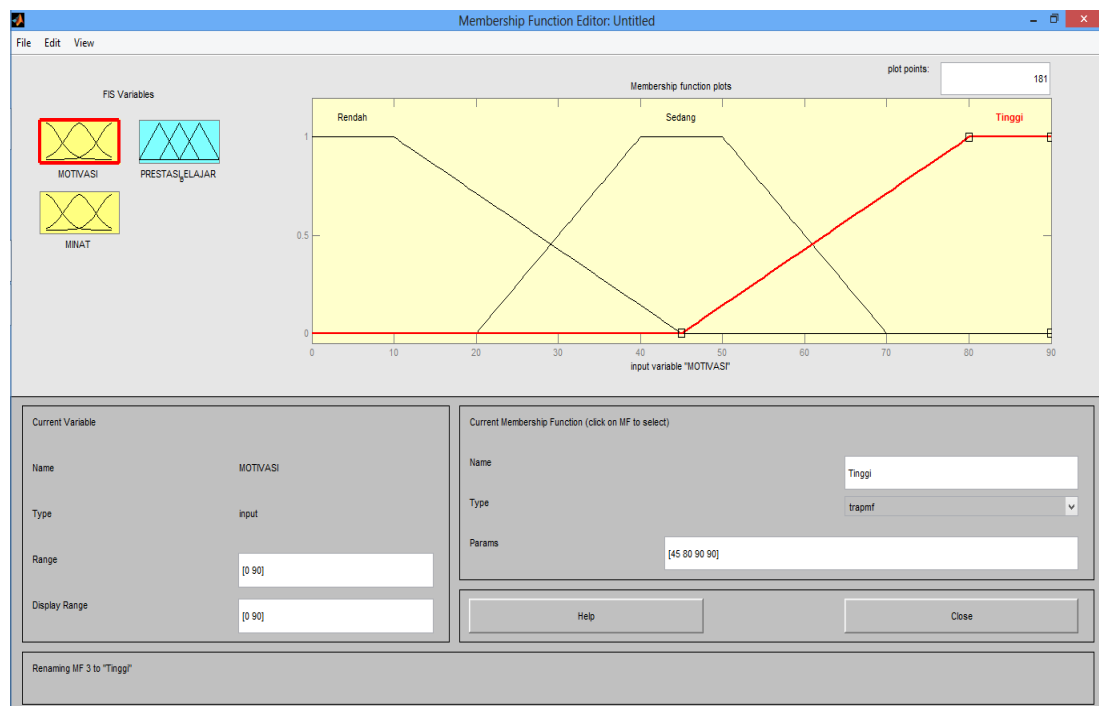 Membership Function Editor: Untitled
File Edit View
FIS Variables
MOTIVASI
PRESTASI_BELAJAR
MINAT
plot points:
181
Membership function plots
Rendah
Sedang
Tinggi
1
0.5
0
0 10 20 30 40 50 60 70 80 90
input variable "MOTIVASI"
Current Variable
Name MOTIVASI
Type input
Range [0 90]
Display Range [0 90]
Current Membership Function (click on MF to select)
Name Tinggi
Type trapmf
Params [45 80 90 90]
Help
Close
Renaming MF 3 to "Tinggi"